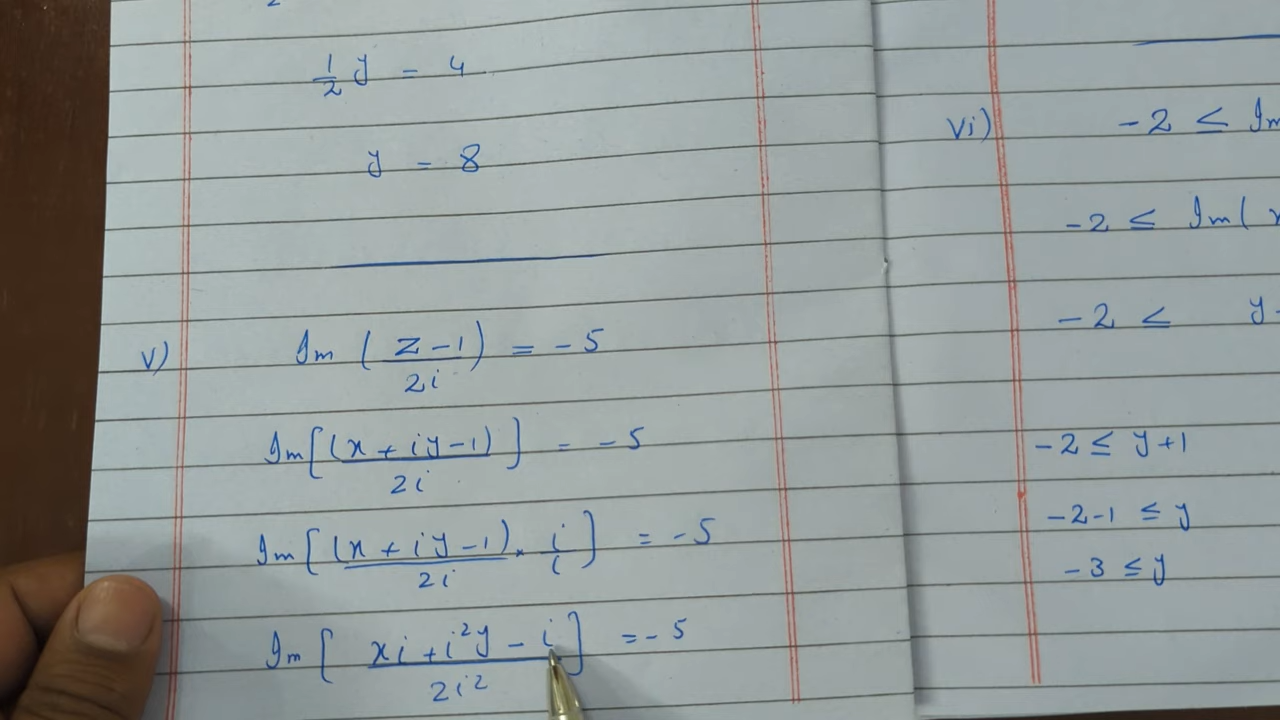 1/2 y = 4
y = 8
v) Im ( z-1 / 2i ) = -5
Im[ (x + iy -1) / 2i ] = -5
Im[ (x + iy -1) / 2i × i / i ] = -5
Im [ xi + i²y - i / 2i² ] = -5
vi) -2 ≤ Im
-2 ≤ Im(
-2 ≤ y
-2 ≤ y+1
-2-1 ≤ y
-3 ≤ y